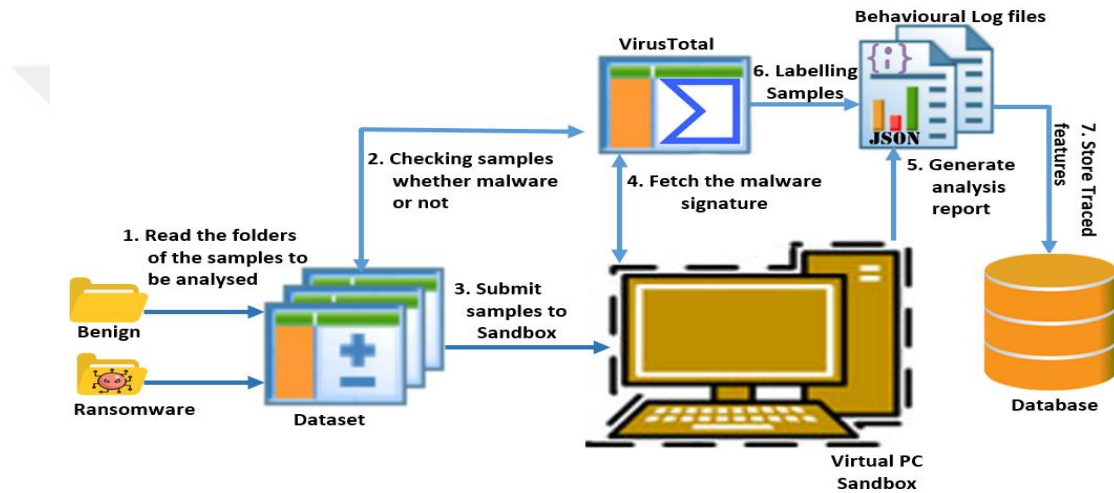 Behavioural Log files
VirusTotal
6. Labelling
Samples
JSON
7. Store Traced
features
2. Checking samples
whether malware
or not
4. Fetch the malware
signature
5. Generate
analysis
report
1. Read the folders
of the samples to
be analysed
3. Submit
samples to
Sandbox
Benign
Ransomware
Dataset
Virtual PC
Sandbox
Database